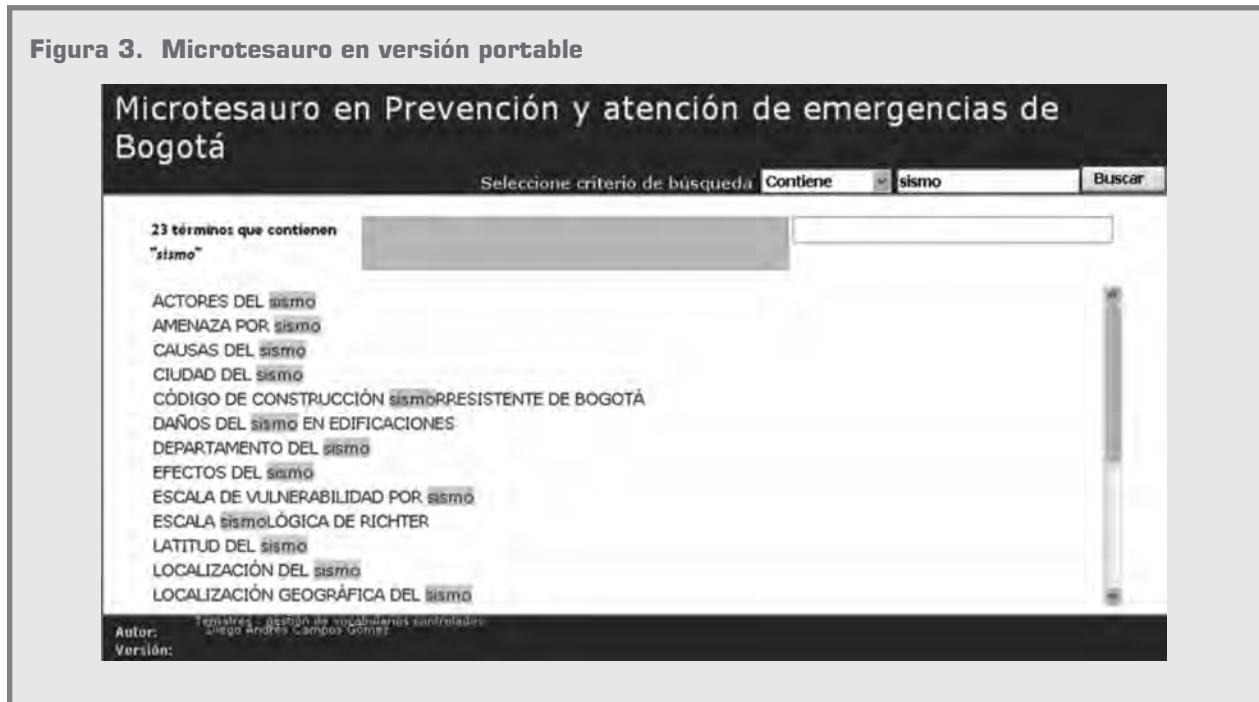 Figura 3. Microtesauro en versión portable
Microtesauro en Prevención y atención de emergencias de
Bogotá
Seleccione criterio de búsqueda Contiene sismo Buscar
23 términos que contienen
"sismo"
ACTORES DEL sismo
AMENAZA POR sismo
CAUSAS DEL sismo
CIUDAD DEL sismo
CÓDIGO DE CONSTRUCCIÓN sismoRRESISTENTE DE BOGOTÁ
DAÑOS DEL sismo EN EDIFICACIONES
DEPARTAMENTO DEL sismo
EFECTOS DEL sismo
ESCALA DE VULNERABILIDAD POR sismo
ESCALA sismoLÓGICA DE RICHTER
LATITUD DEL sismo
LOCALIZACIÓN DEL sismo
LOCALIZACIÓN GEOGRÁFICA DEL sismo
Tematres - gestión de vocabularios controlados
Autor: Diego Andrés Campos Gómez
Versión: